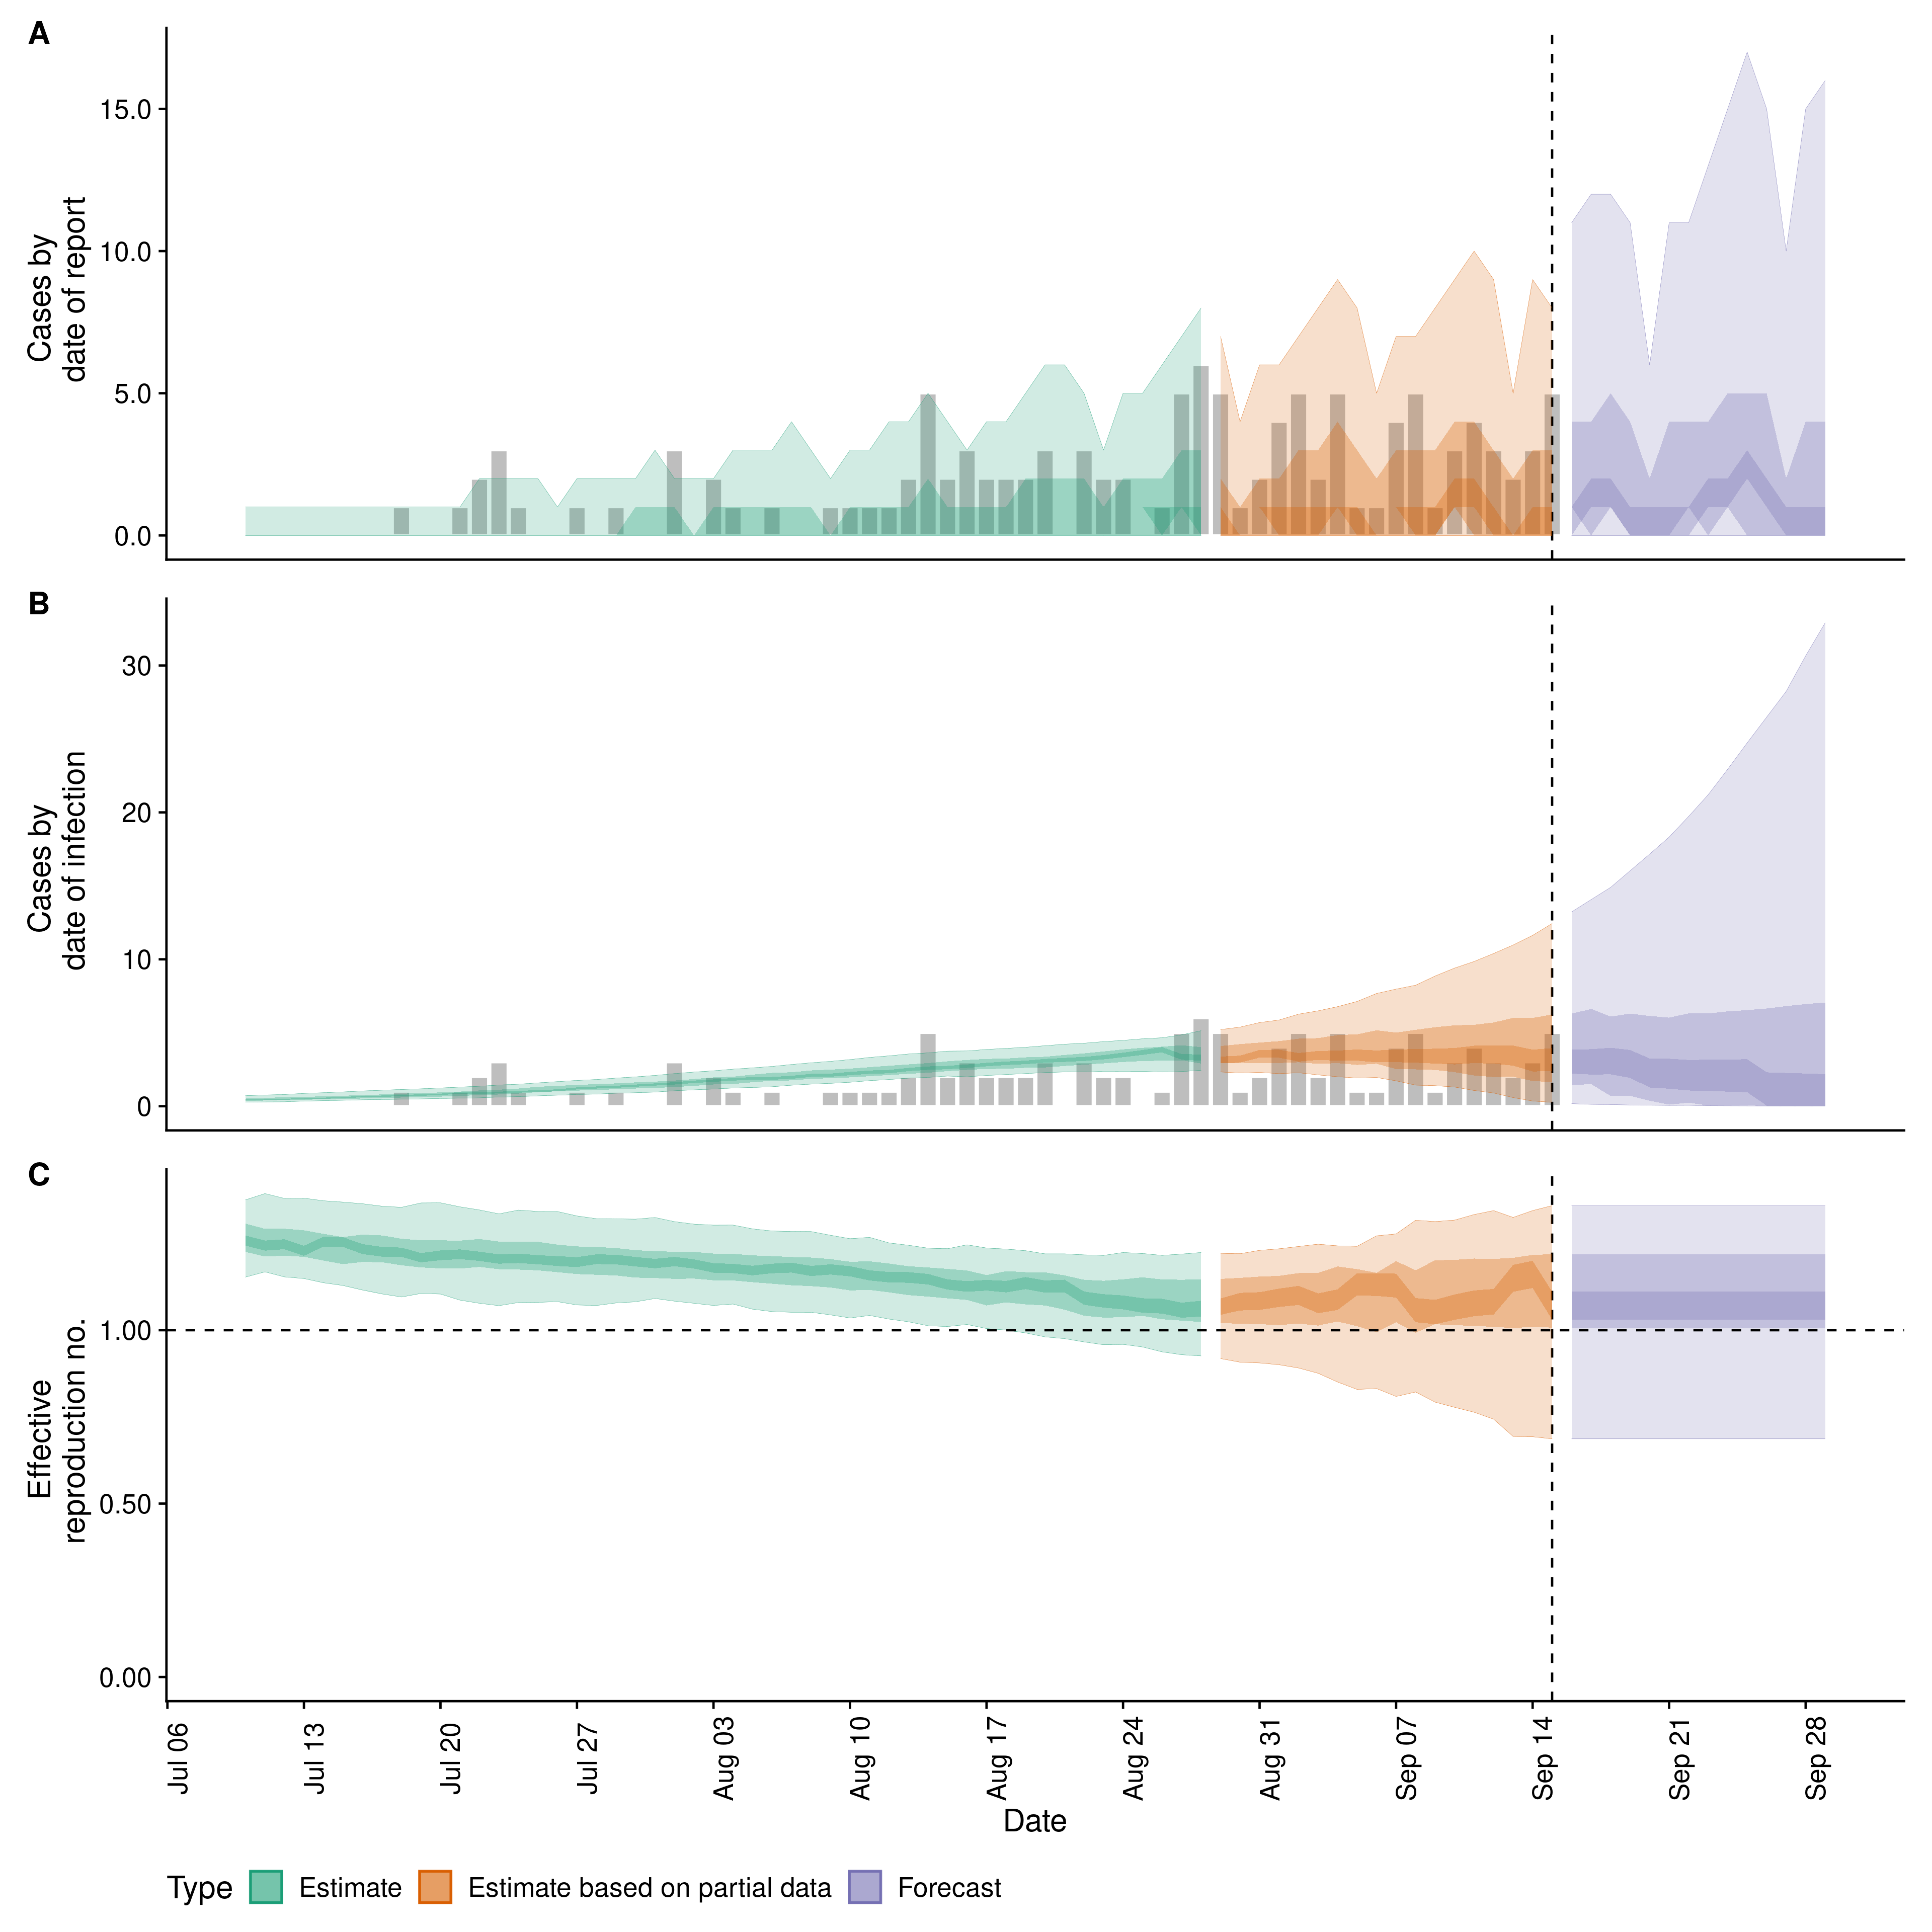 A
Cases by
date of report
15.0
10.0
5.0
0.0
B
Cases by
date of infection
30
20
10
0
C
Effective
reproduction no.
1.00
0.50
0.00
Jul 06
Jul 13
Jul 20
Jul 27
Aug 03
Aug 10
Aug 17
Aug 24
Aug 31
Sep 07
Sep 14
Sep 21
Sep 28
Date
Type Estimate Estimate based on partial data Forecast